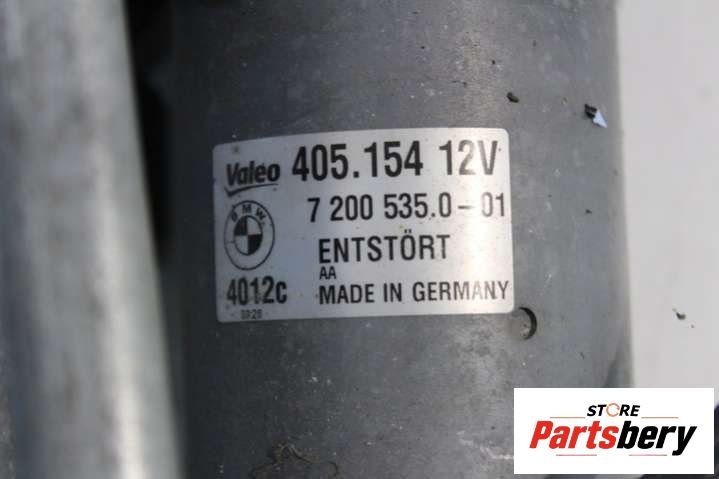 Valeo 405.154 12V
BMW 7 200 535.0-01
ENTSTÖRT
AA
4012c MADE IN GERMANY
STORE
Partsbery